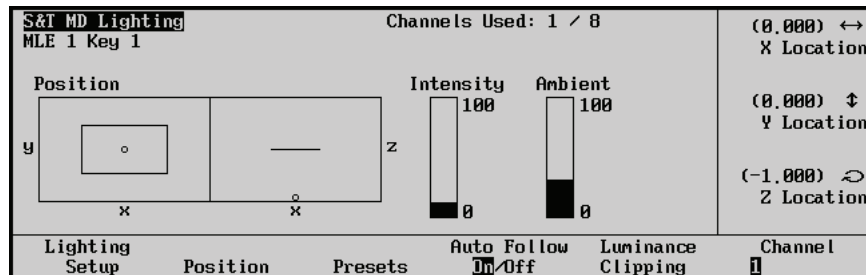 S&T MD Lighting
MLE 1 Key 1
Channels Used: 1 / 8
(0.000)
X Location
Position
Intensity
Ambient
100
100
(0.000)
Y Location
y
z
(-1.000)
Z Location
x
x
0
0
Lighting Setup
Position
Presets
Auto Follow On/Off
Luminance Clipping
Channel 1